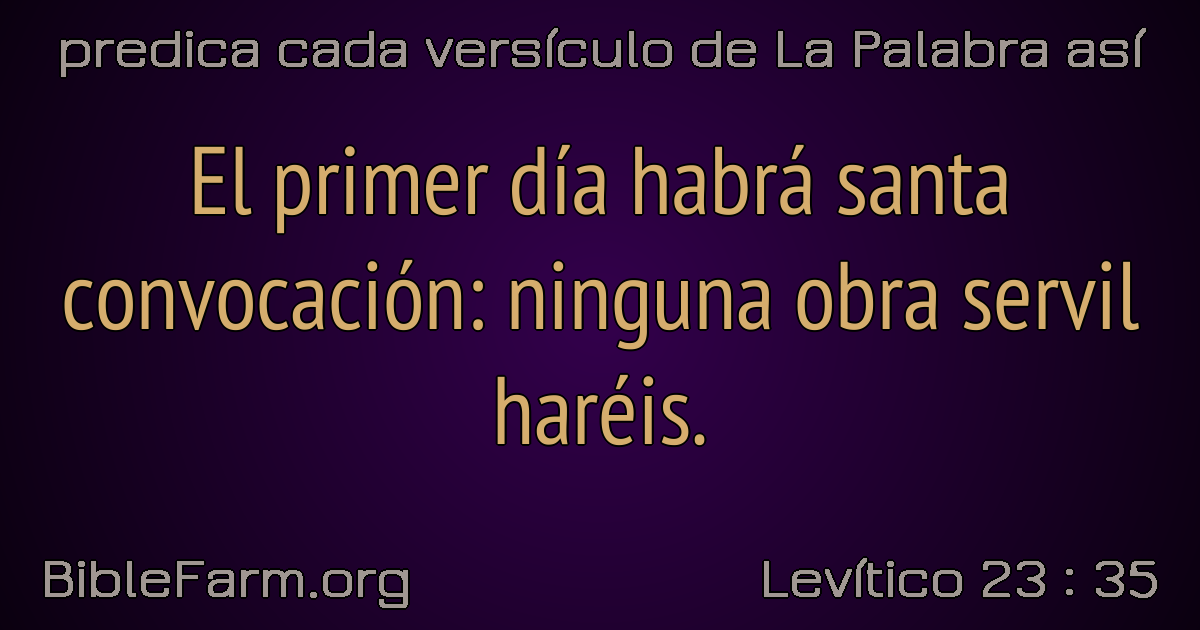 predica cada versículo de La Palabra así
El primer día habrá santa
convocación: ninguna obra servil
haréis.
BibleFarm.org
Levítico 23 : 35